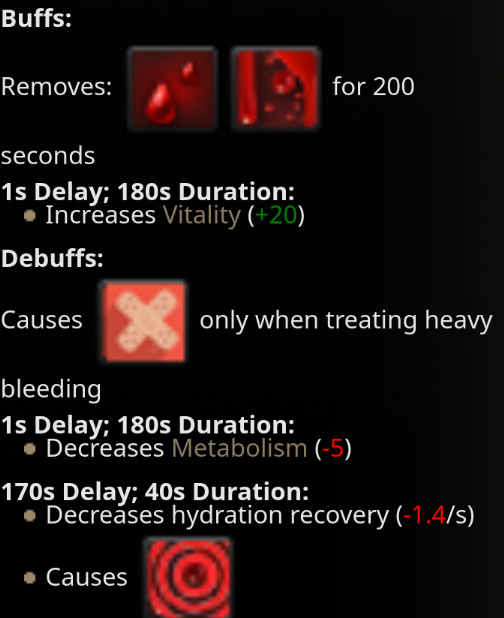 Buffs:
Removes: for 200
seconds
1s Delay; 180s Duration:
Increases Vitality (+20)
Debuffs:
Causes only when treating heavy
bleeding
1s Delay; 180s Duration:
Decreases Metabolism (-5)
170s Delay; 40s Duration:
Decreases hydration recovery (-1.4/s)
Causes